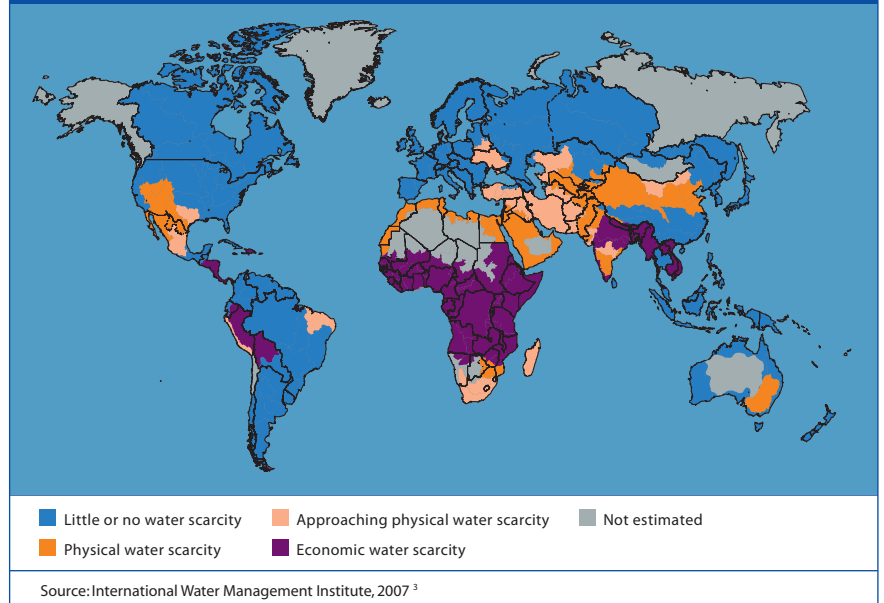 Little or no water scarcity
Approaching physical water scarcity
Not estimated
Physical water scarcity
Economic water scarcity
Source: International Water Management Institute, 2007 3